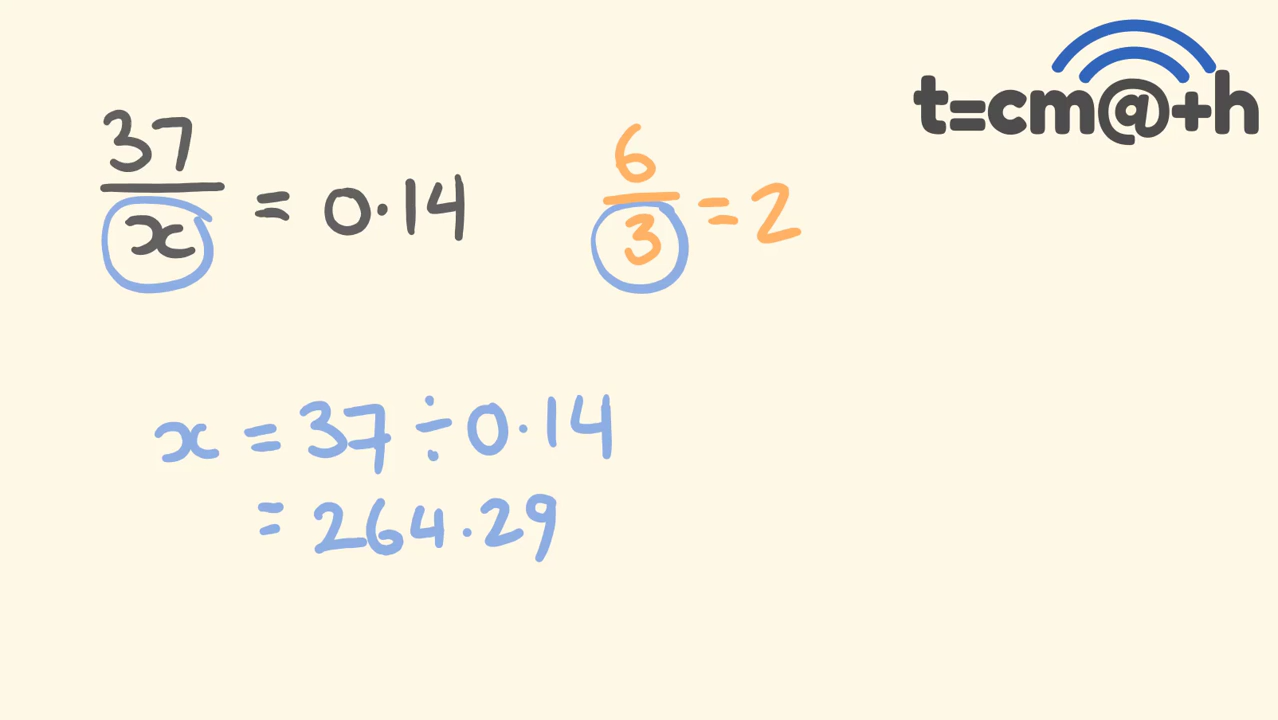 t=cm@+h
37/x = 0.14
6/3 = 2
x = 37 ÷ 0.14
= 264.29